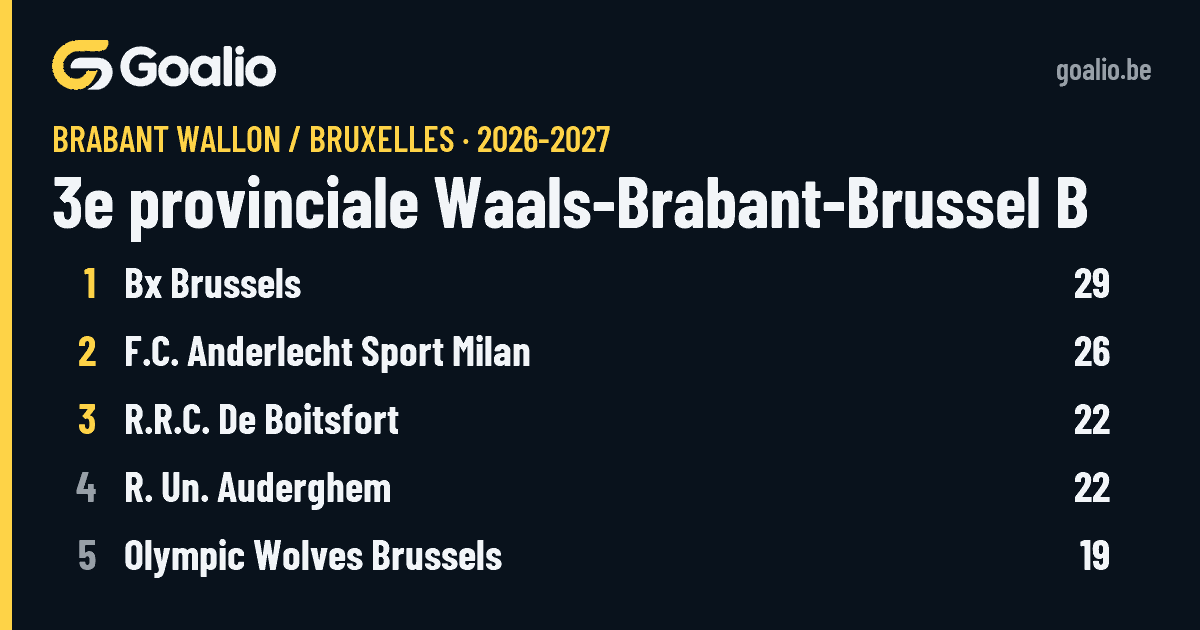 Goalio
goalio.be
BRABANT WALLON / BRUXELLES · 2026-2027
3e provinciale Waals-Brabant-Brussel B
1 Bx Brussels 29
2 F.C. Anderlecht Sport Milan 26
3 R.R.C. De Boitsfort 22
4 R. Un. Auderghem 22
5 Olympic Wolves Brussels 19